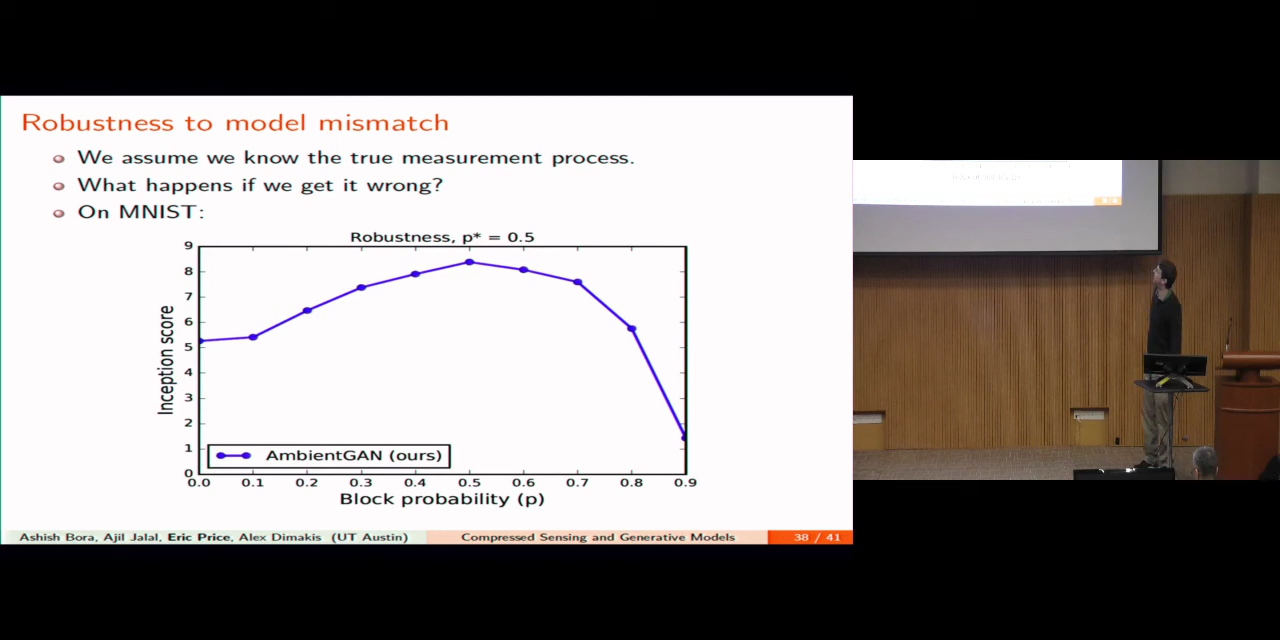 Robustness to model mismatch
We assume we know the true measurement process.
What happens if we get it wrong?
On MNIST:
Robustness, p* = 0.5
9
8
7
6
5
4
3
2
1
0
Inception score
AmbientGAN (ours)
0.0 0.1 0.2 0.3 0.4 0.5 0.6 0.7 0.8 0.9
Block probability (p)
Ashish Bora, Ajil Jalal, Eric Price, Alex Dimakis (UT Austin) Compressed Sensing and Generative Models 38 / 41